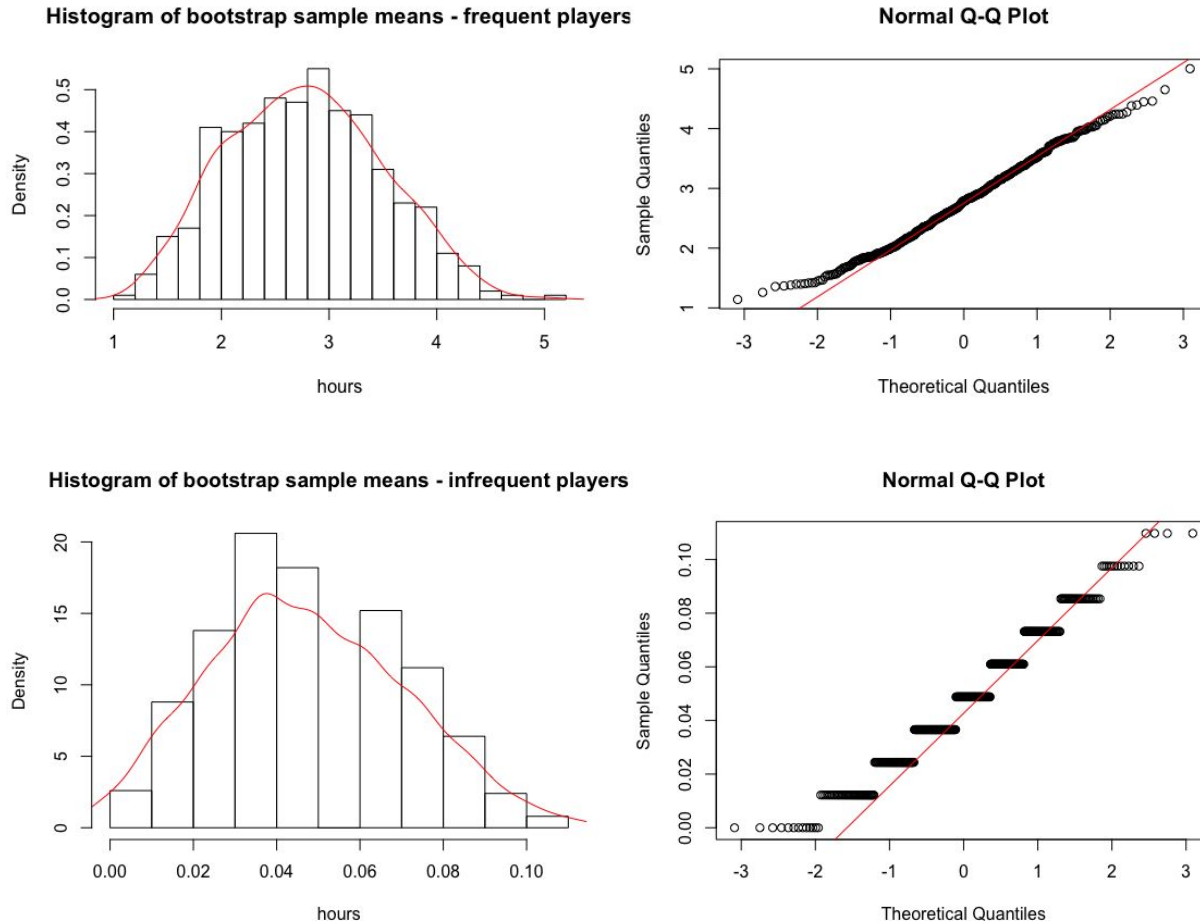 Histogram of bootstrap sample means - frequent players
Density
0.0 0.1 0.2 0.3 0.4 0.5
1 2 3 4 5
hours
Normal Q-Q Plot
Sample Quantiles
1 2 3 4 5
-3 -2 -1 0 1 2 3
Theoretical Quantiles
Histogram of bootstrap sample means - infrequent players
Density
0 5 10 15 20
0.00 0.02 0.04 0.06 0.08 0.10
hours
Normal Q-Q Plot
Sample Quantiles
0.00 0.02 0.04 0.06 0.08 0.10
-3 -2 -1 0 1 2 3
Theoretical Quantiles